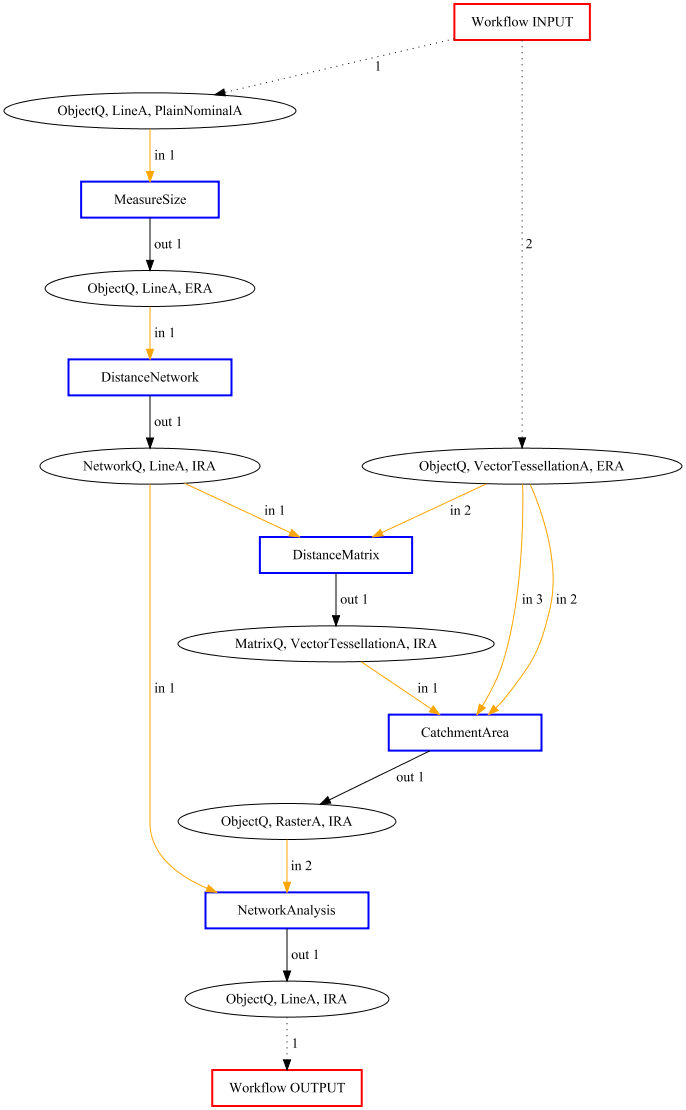 Workflow INPUT
1
ObjectQ, LineA, PlainNominalA
in 1
MeasureSize
out 1
2
ObjectQ, LineA, ERA
in 1
DistanceNetwork
out 1
NetworkQ, LineA, IRA
ObjectQ, VectorTessellationA, ERA
in 1
in 2
DistanceMatrix
out 1
in 3
in 2
MatrixQ, VectorTessellationA, IRA
in 1
in 1
CatchmentArea
out 1
ObjectQ, RasterA, IRA
in 2
NetworkAnalysis
out 1
ObjectQ, LineA, IRA
1
Workflow OUTPUT